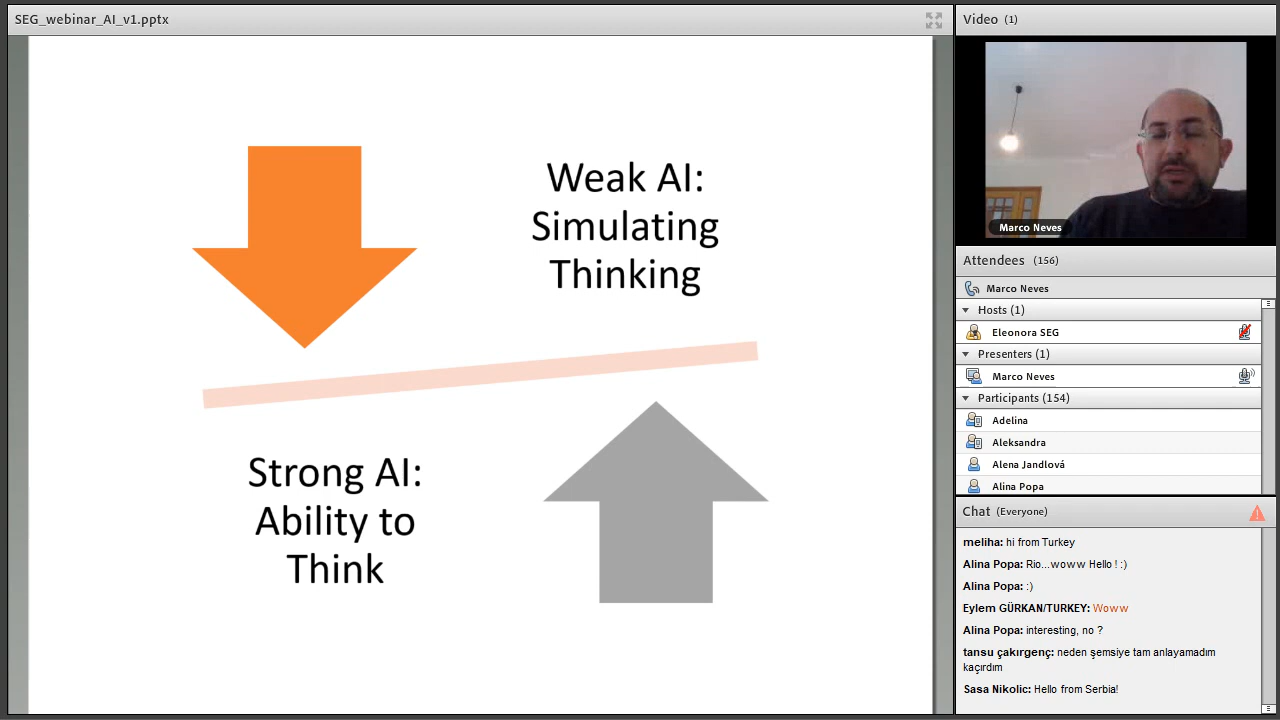 SEG_webinar_AI_v1.pptx
Weak AI:
Simulating
Thinking
Strong AI:
Ability to
Think
Video (1)
Marco Neves
Attendees (156)
Marco Neves
Hosts (1)
Eleonora SEG
Presenters (1)
Marco Neves
Participants (154)
Adelina
Aleksandra
Alena Jandlová
Alina Popa
Chat (Everyone)
meliha: hi from Turkey
Alina Popa: Rio...woww Hello ! :)
Alina Popa: :)
Eylem GÜRKAN/TURKEY: Woww
Alina Popa: interesting, no ?
tansu çakırgenç: neden şemsiye tam anlayamadım
kaçırdım
Sasa Nikolic: Hello from Serbia!